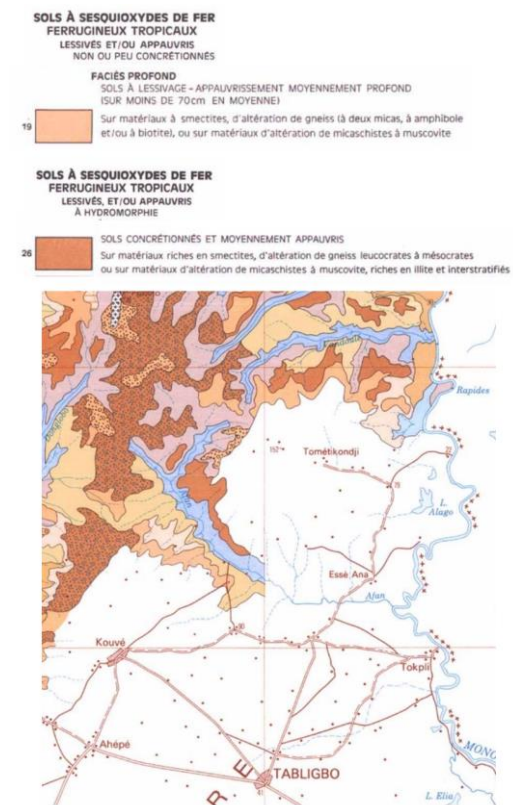 SOLS À SESQUIOXYDES DE FER
FERRUGINEUX TROPICAUX
LESSIVÉS ET/OU APPAUVRIS
NON OU PEU CONCRÉTIONNÉS
FACIÉS PROFOND
SOLS À LESSIVAGE - APPAUVRISSEMENT MOYENNEMENT PROFOND
(SUR MOINS DE 70cm EN MOYENNE)
19
Sur matériaux à smectites, d'altération de gneiss (à deux micas, à amphibole
et/ou à biotite), ou sur matériaux d'altération de micaschistes à muscovite
SOLS À SESQUIOXYDES DE FER
FERRUGINEUX TROPICAUX
LESSIVÉS, ET/OU APPAUVRIS
À HYDROMORPHIE
SOLS CONCRÉTIONNÉS ET MOYENNEMENT APPAUVRIS
26
Sur matériaux riches en smectites, d'altération de gneiss leucocrates à mésocrates
ou sur matériaux d'altération de micaschistes à muscovite, riches en illite et interstratifiés
Rapides
Tométikondji
L.
Alago
Essé Ana
Afan
Kouvé
Tokpli
Ahépé
MONO
R E
TABLIGBO
L. Elia